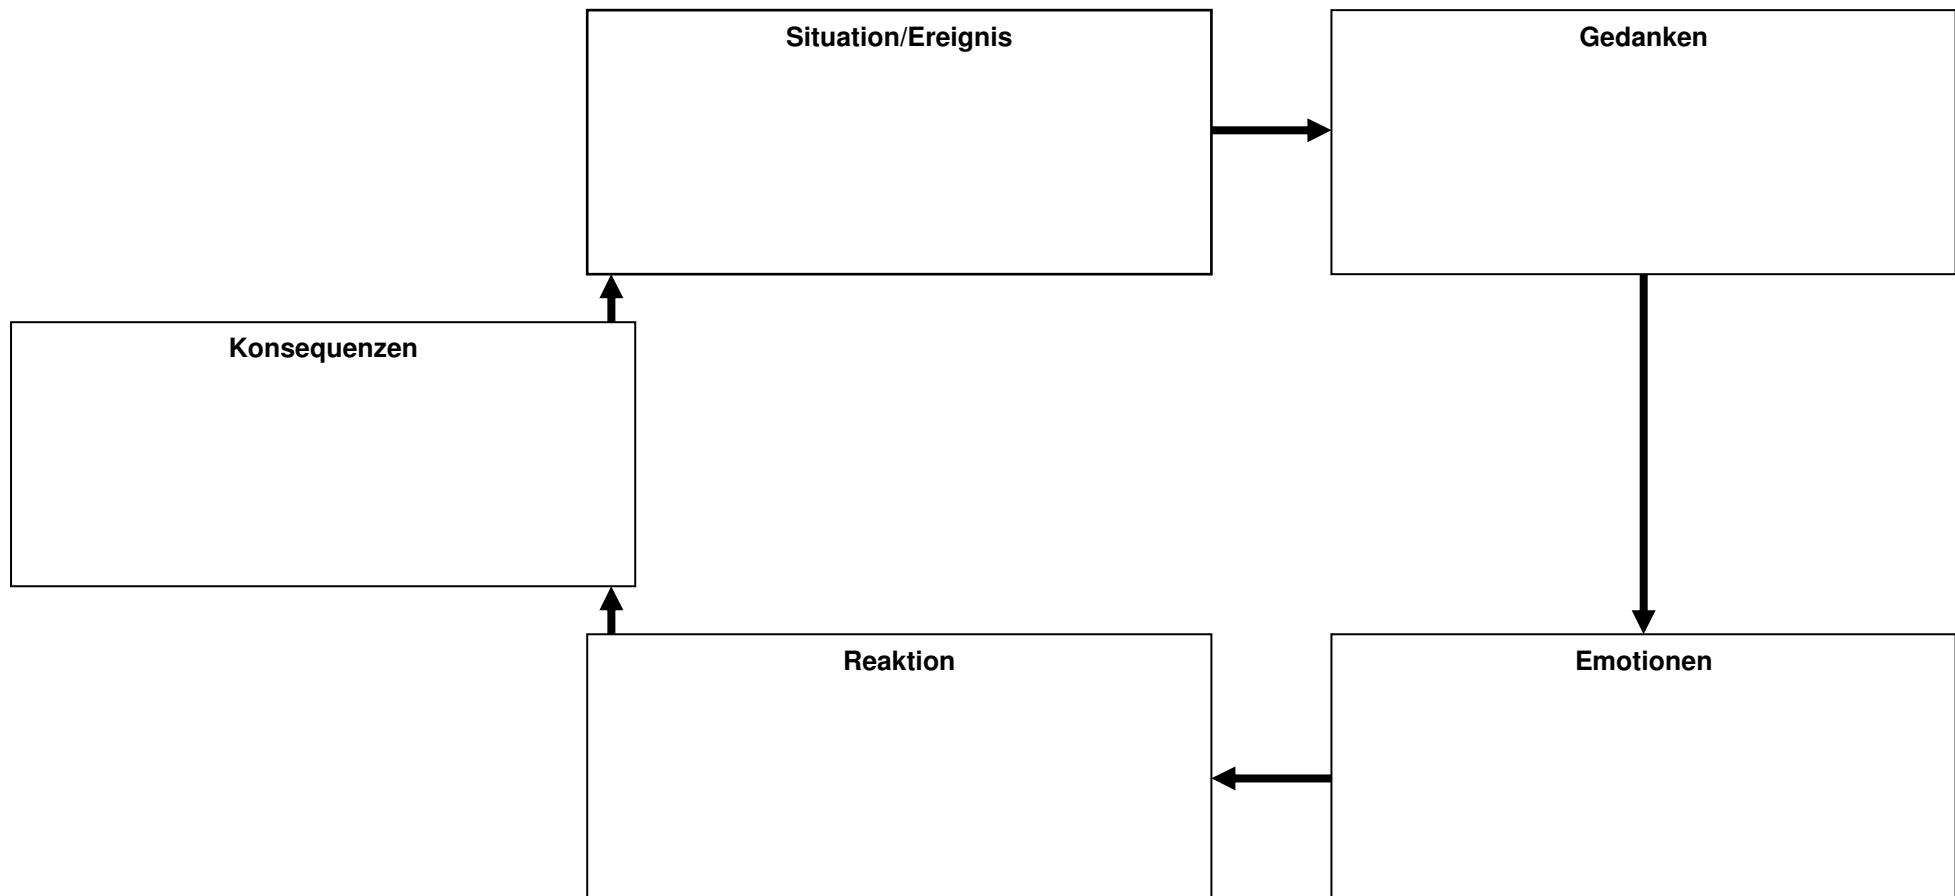 Situation/Ereignis
Gedanken
Konsequenzen
Reaktion
Emotionen